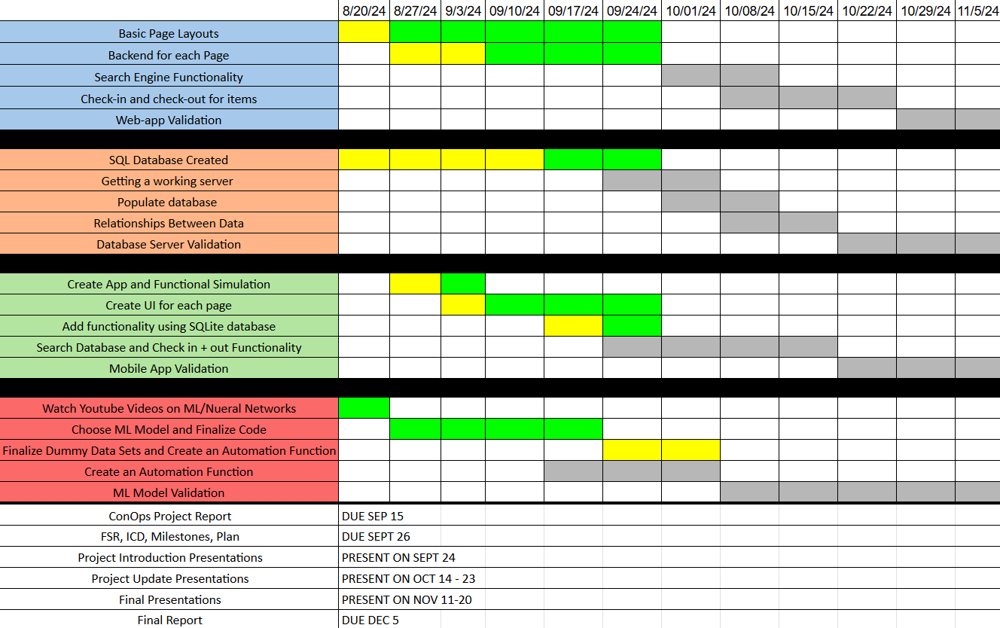 8/20/24 8/27/24 9/3/24 09/10/24 09/17/24 09/24/24 10/01/24 10/08/24 10/15/24 10/22/24 10/29/24 11/5/24
Basic Page Layouts
Backend for each Page
Search Engine Functionality
Check-in and check-out for items
Web-app Validation
SQL Database Created
Getting a working server
Populate database
Relationships Between Data
Database Server Validation
Create App and Functional Simulation
Create UI for each page
Add functionality using SQLite database
Search Database and Check in + out Functionality
Mobile App Validation
Watch Youtube Videos on ML/Nueral Networks
Choose ML Model and Finalize Code
Finalize Dummy Data Sets and Create an Automation Function
Create an Automation Function
ML Model Validation
ConOps Project Report DUE SEP 15
FSR, ICD, Milestones, Plan DUE SEPT 26
Project Introduction Presentations PRESENT ON SEPT 24
Project Update Presentations PRESENT ON OCT 14 - 23
Final Presentations PRESENT ON NOV 11-20
Final Report DUE DEC 5